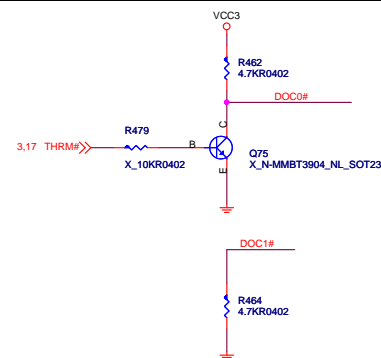 VCC3
R462
4.7KR0402
DOC0#
R479
C
3,17 THRM#
B
Q75
X_10KR0402
X_N-MMBT3904_NL_SOT23
E
DOC1#
R464
4.7KR0402